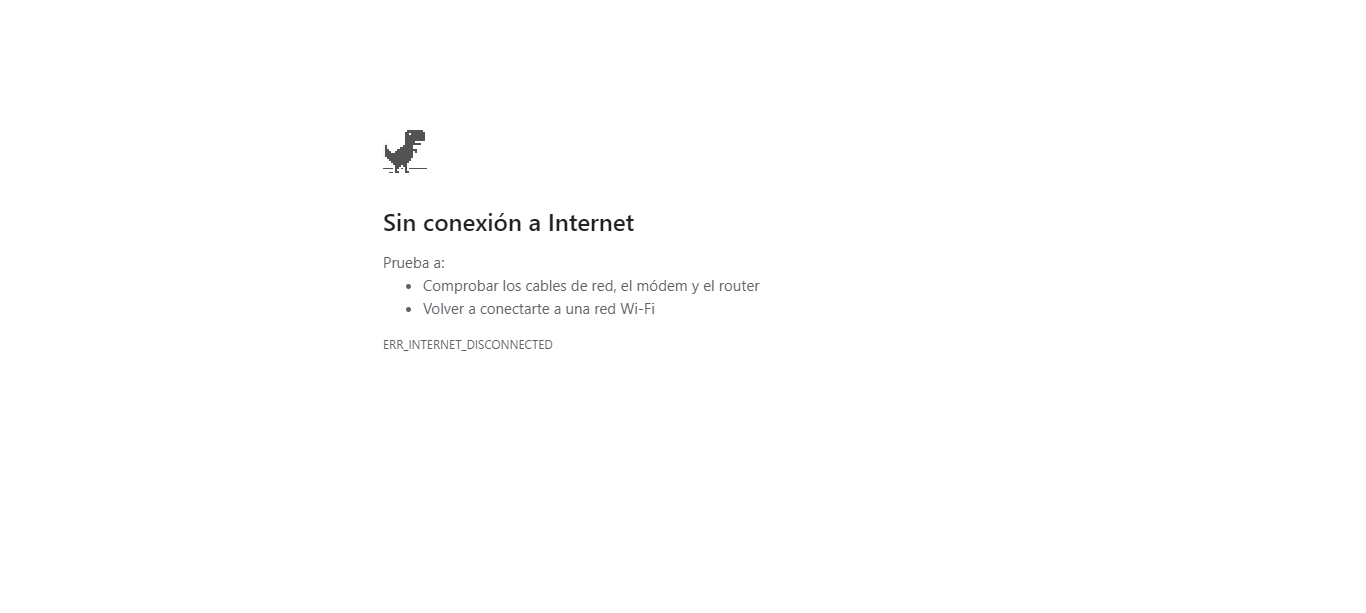 Sin conexión a Internet
Prueba a:
Comprobar los cables de red, el módem y el router
Volver a conectarte a una red Wi-Fi
ERR_INTERNET_DISCONNECTED